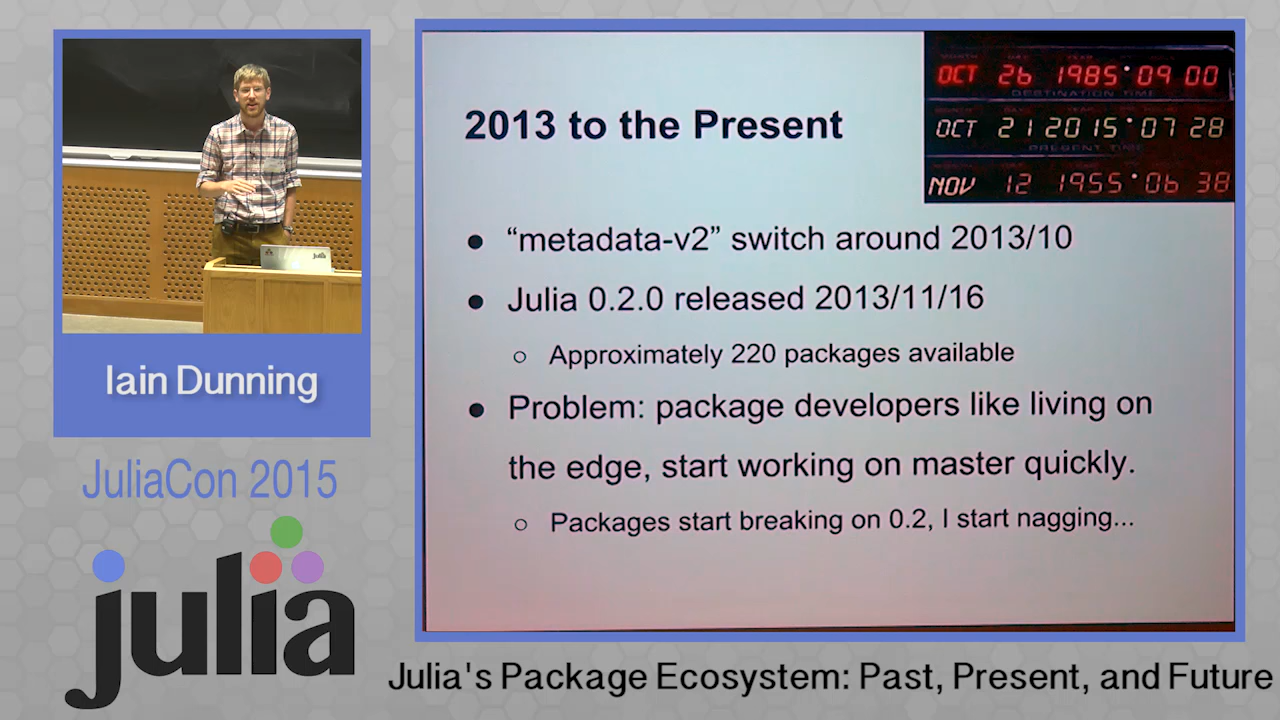 OCT 26 1985 09 00
DESTINATION TIME
OCT 21 2015 07 28
PRESENT TIME
NOV 12 1955 06 38
2013 to the Present
● “metadata-v2” switch around 2013/10
● Julia 0.2.0 released 2013/11/16
○ Approximately 220 packages available
● Problem: package developers like living on
the edge, start working on master quickly.
○ Packages start breaking on 0.2, I start nagging...
julia
Iain Dunning
JuliaCon 2015
julia
Julia's Package Ecosystem: Past, Present, and Future